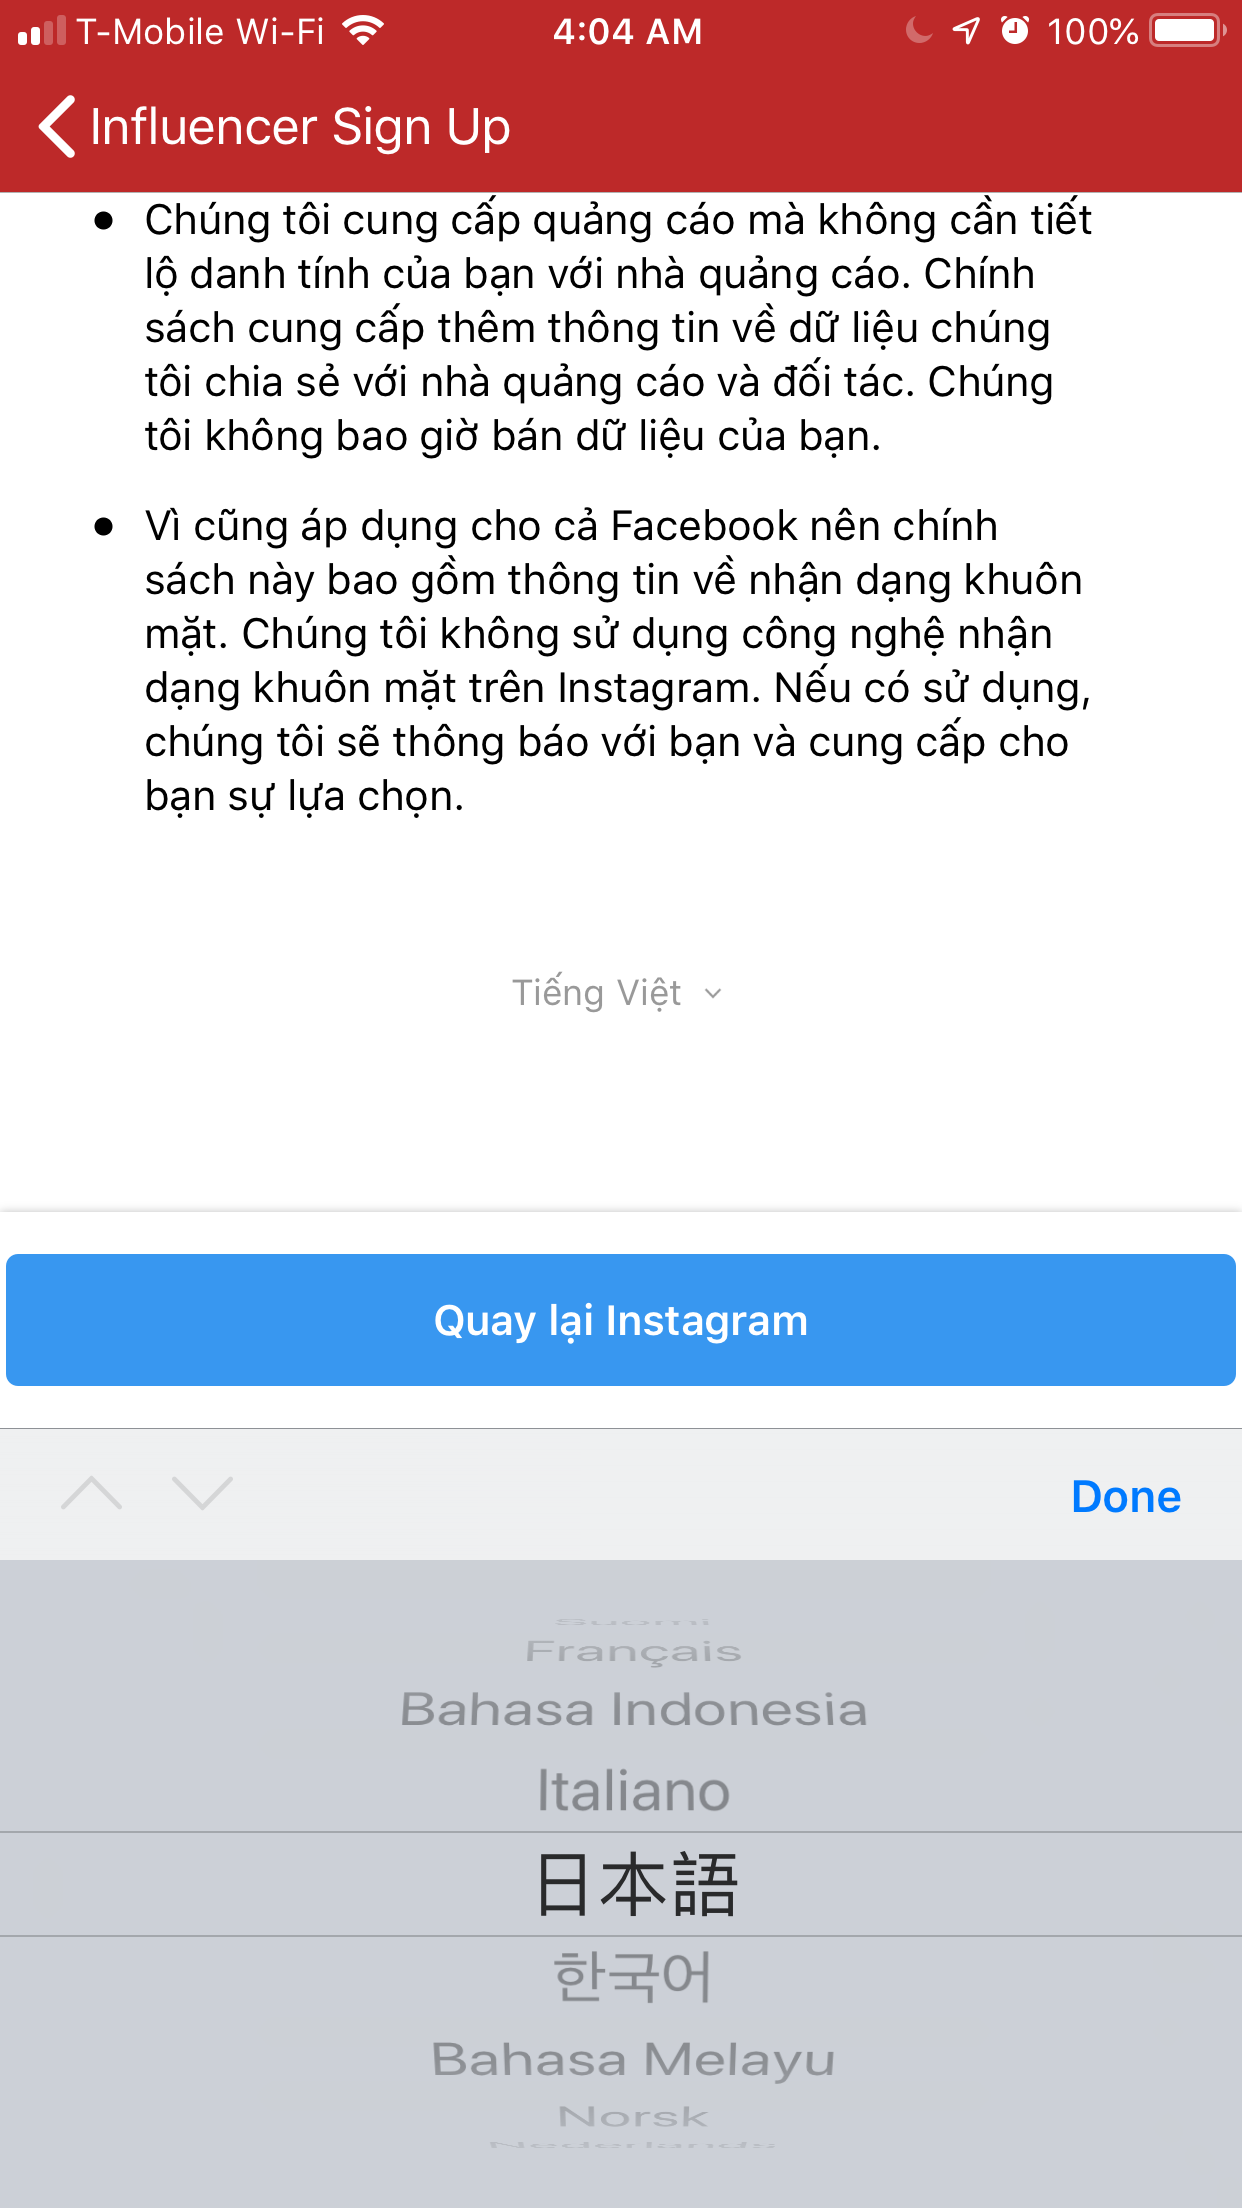 T-Mobile Wi-Fi 4:04 AM 100%
Influencer Sign Up
• Chúng tôi cung cấp quảng cáo mà không cần tiết
lộ danh tính của bạn với nhà quảng cáo. Chính
sách cung cấp thêm thông tin về dữ liệu chúng
tôi chia sẻ với nhà quảng cáo và đối tác. Chúng
tôi không bao giờ bán dữ liệu của bạn.
• Vì cũng áp dụng cho cả Facebook nên chính
sách này bao gồm thông tin về nhận dạng khuôn
mặt. Chúng tôi không sử dụng công nghệ nhận
dạng khuôn mặt trên Instagram. Nếu có sử dụng,
chúng tôi sẽ thông báo với bạn và cung cấp cho
bạn sự lựa chọn.
Tiếng Việt
Quay lại Instagram
Done
Suomi
Français
Bahasa Indonesia
Italiano
日本語
한국어
Bahasa Melayu
Norsk
Nederlands